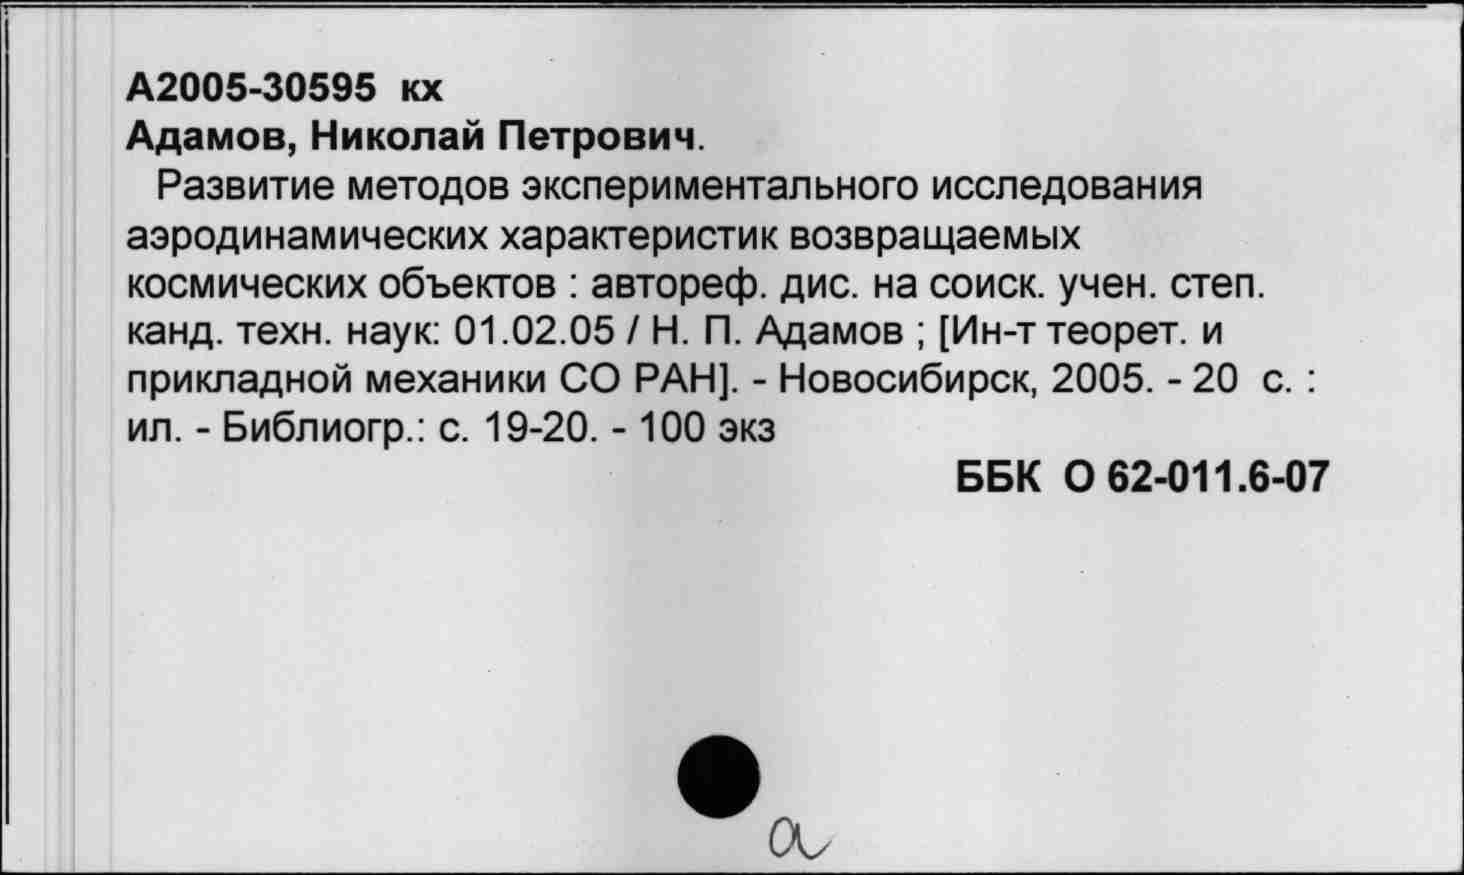 А2005-30595 кх
Адамов, Николай Петрович.
Развитие методов экспериментального исследования
аэродинамических характеристик возвращаемых
космических объектов : автореф. дис. на соиск. учен. степ.
канд. техн. наук: 01.02.05 / Н. П. Адамов ; [Ин-т теорет. и
прикладной механики СО РАН]. - Новосибирск, 2005. - 20 с. :
ил. - Библиогр.: с. 19-20. - 100 экз
ББК О 62-011.6-07
а